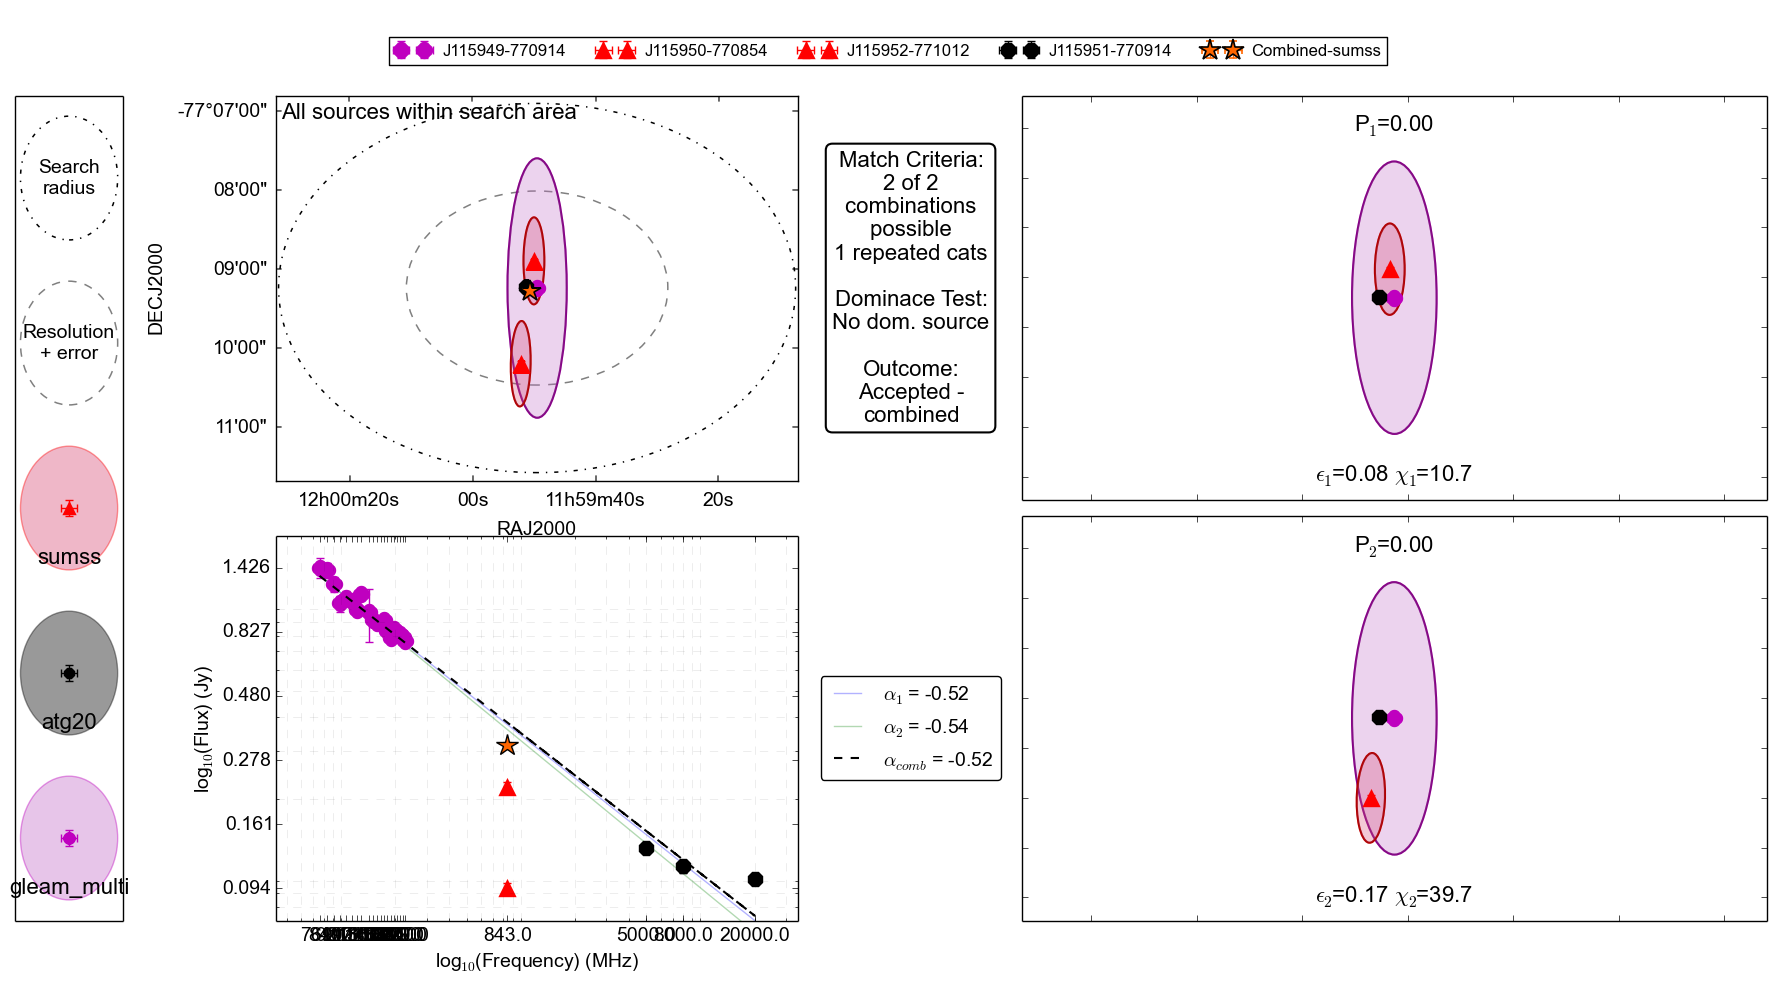 J115949-770914
J115950-770854
J115952-771012
J115951-770914
Combined-sumss
Search
radius
Resolution
+ error
sumss
atg20
gleam_multi
All sources within search area
DECJ2000
-77°07'00"
08'00"
09'00"
10'00"
11'00"
12h00m20s
00s
11h59m40s
20s
RAJ2000
Match Criteria:
2 of 2
combinations
possible
1 repeated cats
Dominace Test:
No dom. source
Outcome:
Accepted -
combined
P₁=0.00
ϵ₁=0.08 χ₁=10.7
P₂=0.00
ϵ₂=0.17 χ₂=39.7
log₁₀(Flux) (Jy)
1.426
0.827
0.480
0.278
0.161
0.094
843.0
5000.0
8000.0
20000.0
log₁₀(Frequency) (MHz)
α₁ = -0.52
α₂ = -0.54
α_comb = -0.52